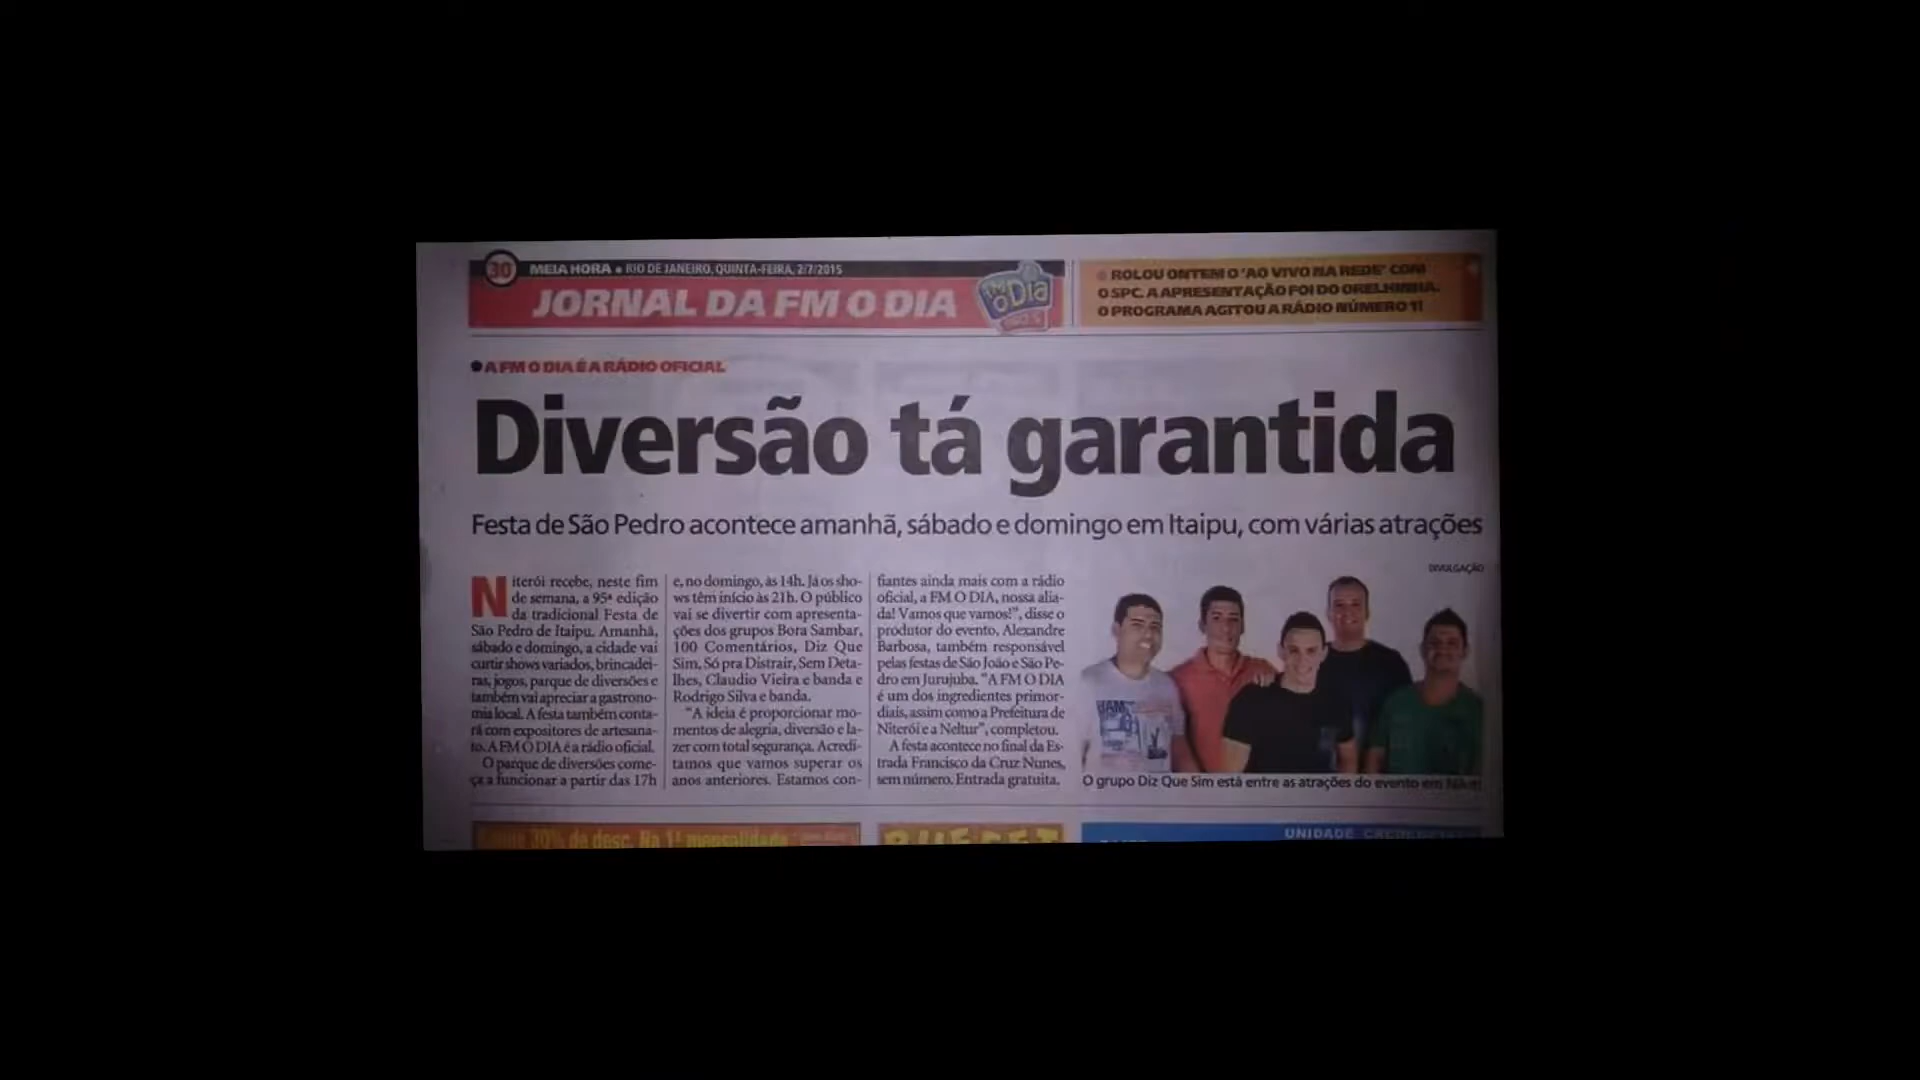 30 MEIA HORA • RIO DE JANEIRO, QUINTA-FEIRA, 2/7/2015
JORNAL DA FM O DIA
FM O DIA
ROLOU ONTEM O 'AO VIVO NA REDE' COM
O SPC. A APRESENTAÇÃO FOI DO ORELHINHA.
O PROGRAMA AGITOU A RÁDIO NÚMERO 1!
• A FM O DIA É A RÁDIO OFICIAL
Diversão tá garantida
Festa de São Pedro acontece amanhã, sábado e domingo em Itaipu, com várias atrações
Niterói recebe, neste fim
de semana, a 95ª edição
da tradicional Festa de
São Pedro de Itaipu. Amanhã,
sábado e domingo, a cidade vai
curtir shows variados, brincadei-
ras, jogos, parque de diversões e
também vai apreciar a gastrono-
mia local. A festa também conta-
rá com expositores de artesana-
to. A FM O DIA é a rádio oficial.
O parque de diversões come-
ça a funcionar a partir das 17h
e, no domingo, às 14h. Já os sho-
ws têm início às 21h. O público
vai se divertir com apresenta-
ções dos grupos Bora Sambar,
100 Comentários, Diz Que
Sim, Só pra Distrair, Sem Deta-
lhes, Claudio Vieira e banda e
Rodrigo Silva e banda.
"A ideia é proporcionar mo-
mentos de alegria, diversão e la-
zer com total segurança. Acredi-
tamos que vamos superar os
anos anteriores. Estamos con-
fiantes ainda mais com a rádio
oficial, a FM O DIA, nossa alia-
da! Vamos que vamos!", disse o
produtor do evento, Alexandre
Barbosa, também responsável
pelas festas de São João e São Pe-
dro em Jurujuba. "A FM O DIA
é um dos ingredientes primor-
diais, assim como a Prefeitura de
Niterói e a Neltur", completou.
A festa acontece no final da Es-
trada Francisco da Cruz Nunes,
sem número. Entrada gratuita.
DIVULGAÇÃO
O grupo Diz Que Sim está entre as atrações do evento em
30% de desc. na 1ª mensalidade
BUFFET
UNIDADE